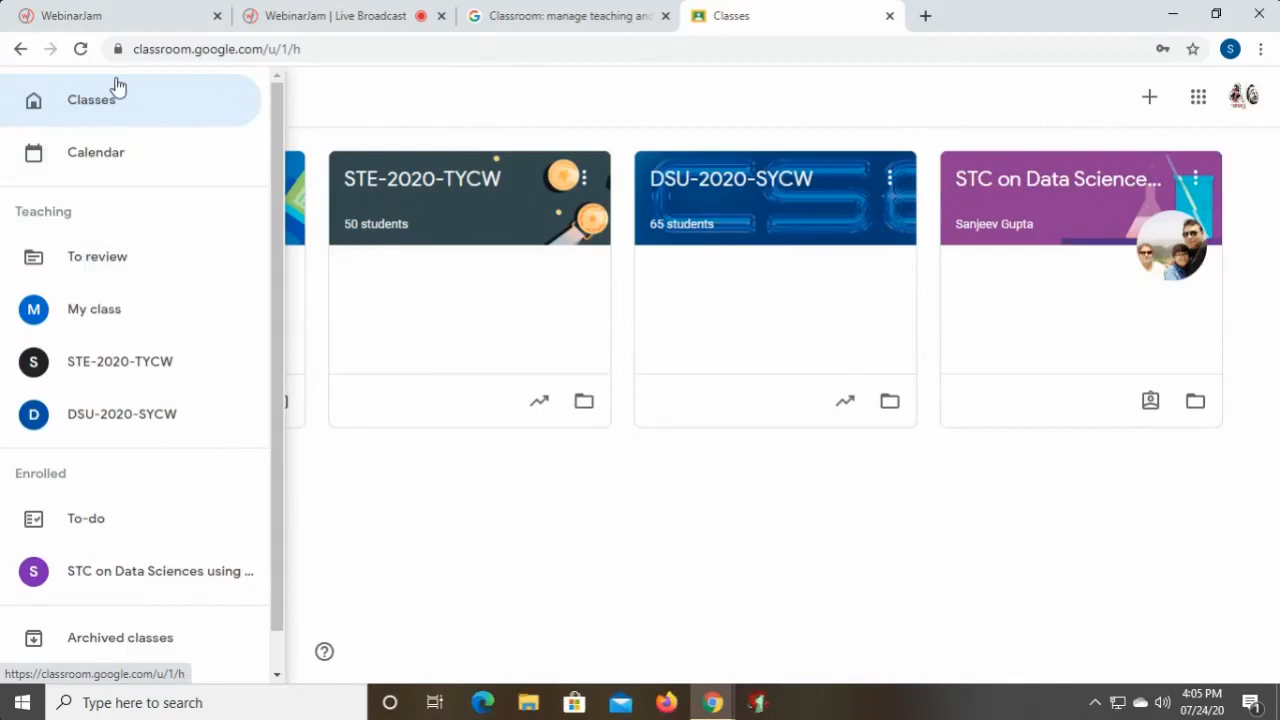 WebinarJam
WebinarJam | Live Broadcast
Classroom: manage teaching and
Classes
classroom.google.com/u/1/h
S
Classes
Calendar
Teaching
To review
M My class
S STE-2020-TYCW
D DSU-2020-SYCW
Enrolled
To-do
S STC on Data Sciences using ...
Archived classes
STE-2020-TYCW
50 students
DSU-2020-SYCW
65 students
STC on Data Science...
Sanjeev Gupta
https://classroom.google.com/u/1/h
Type here to search
4:05 PM
07/24/20
1